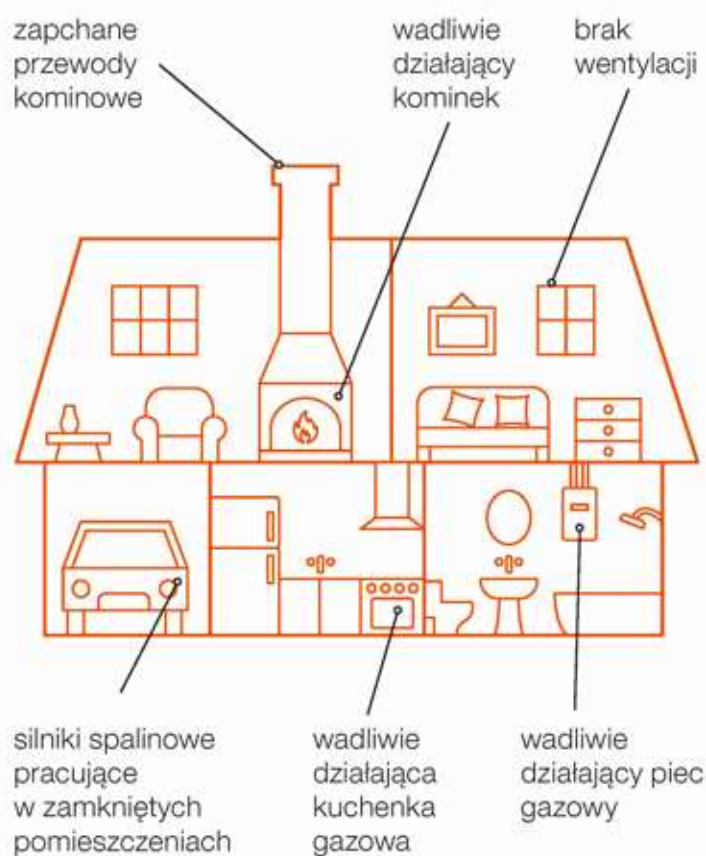 zapchane
przewody
kominowe
wadliwie
działający
kominek
brak
wentylacji
silniki spalinowe
pracujące
w zamkniętych
pomieszczeniach
wadliwie
działająca
kuchenka
gazowa
wadliwie
działający piec
gazowy